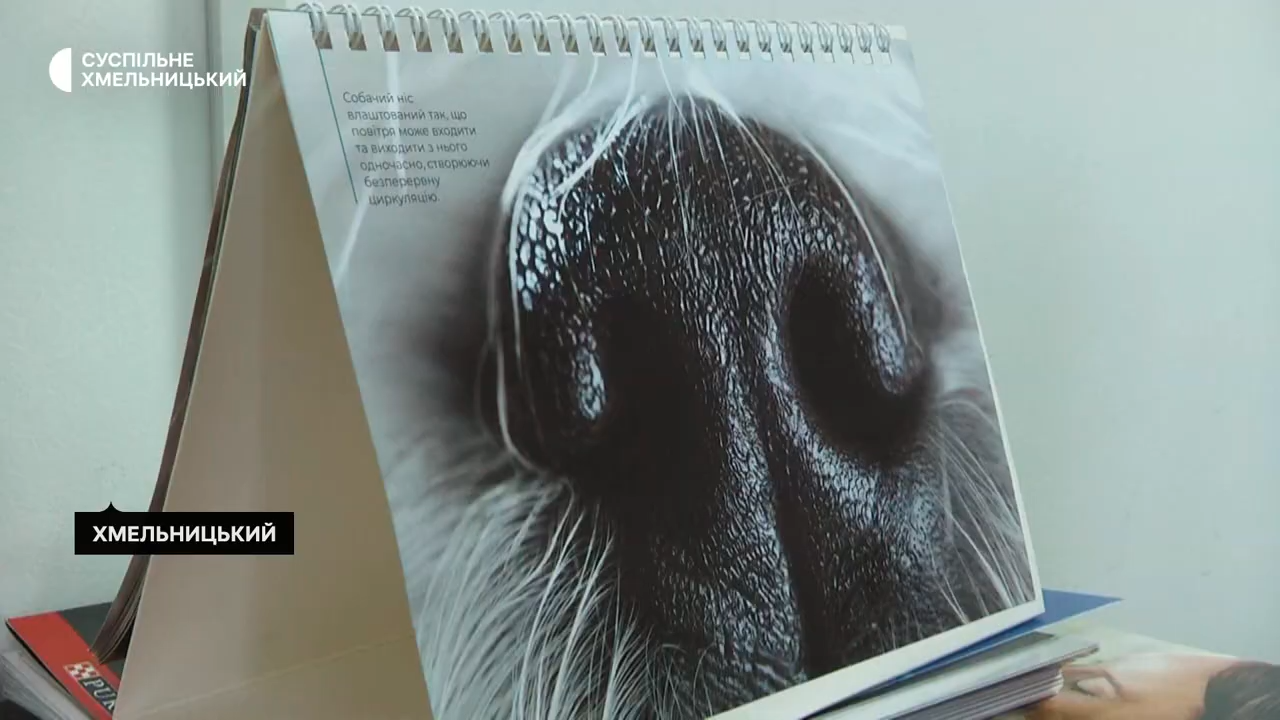 СУСПІЛЬНЕ
ХМЕЛЬНИЦЬКИЙ
Собачий ніс
влаштований так, що
повітря може входити
та виходити з нього
одночасно, створюючи
безперервну
циркуляцію.
ХМЕЛЬНИЦЬКИЙ